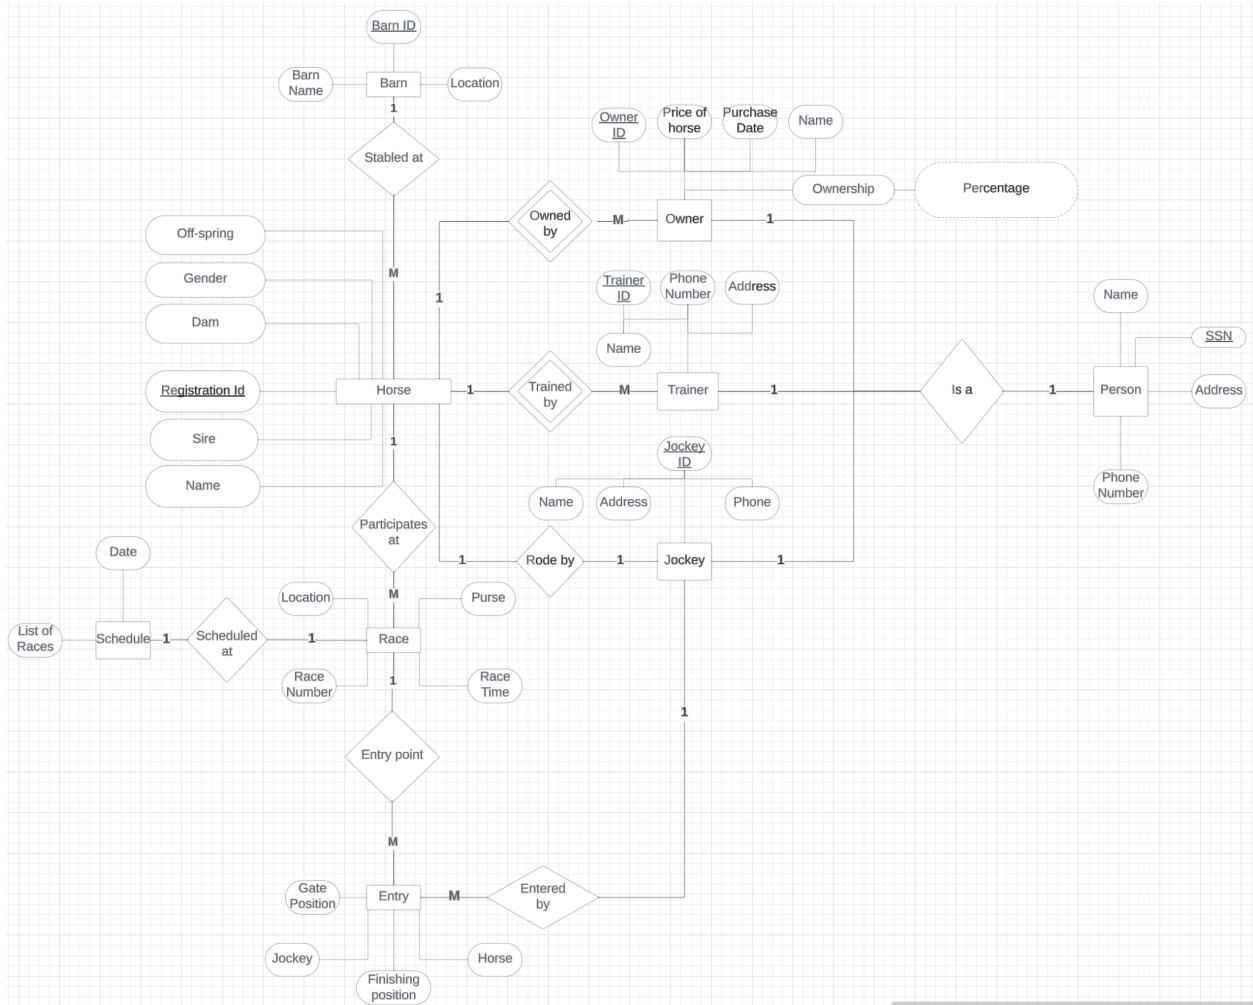 Barn ID
Barn
Name
Barn
Location
1
Stabled at
M
Owner
ID
Price of
horse
Purchase
Date
Name
Ownership
Percentage
Owned
by
M
Owner
1
1
Off-spring
Gender
Dam
Registration Id
Sire
Name
Horse
1
Trained
by
M
Trainer
ID
Phone
Number
Address
Name
Trainer
1
Is a
1
Person
Name
SSN
Address
Phone
Number
1
Participates
at
M
Jockey
ID
Name
Address
Phone
1
Rode by
1
Jockey
1
Date
List of
Races
Schedule
1
Scheduled
at
1
Location
Purse
Race
Race
Number
Race
Time
1
Entry point
M
1
Gate
Position
Entry
M
Entered
by
Jockey
Finishing
position
Horse